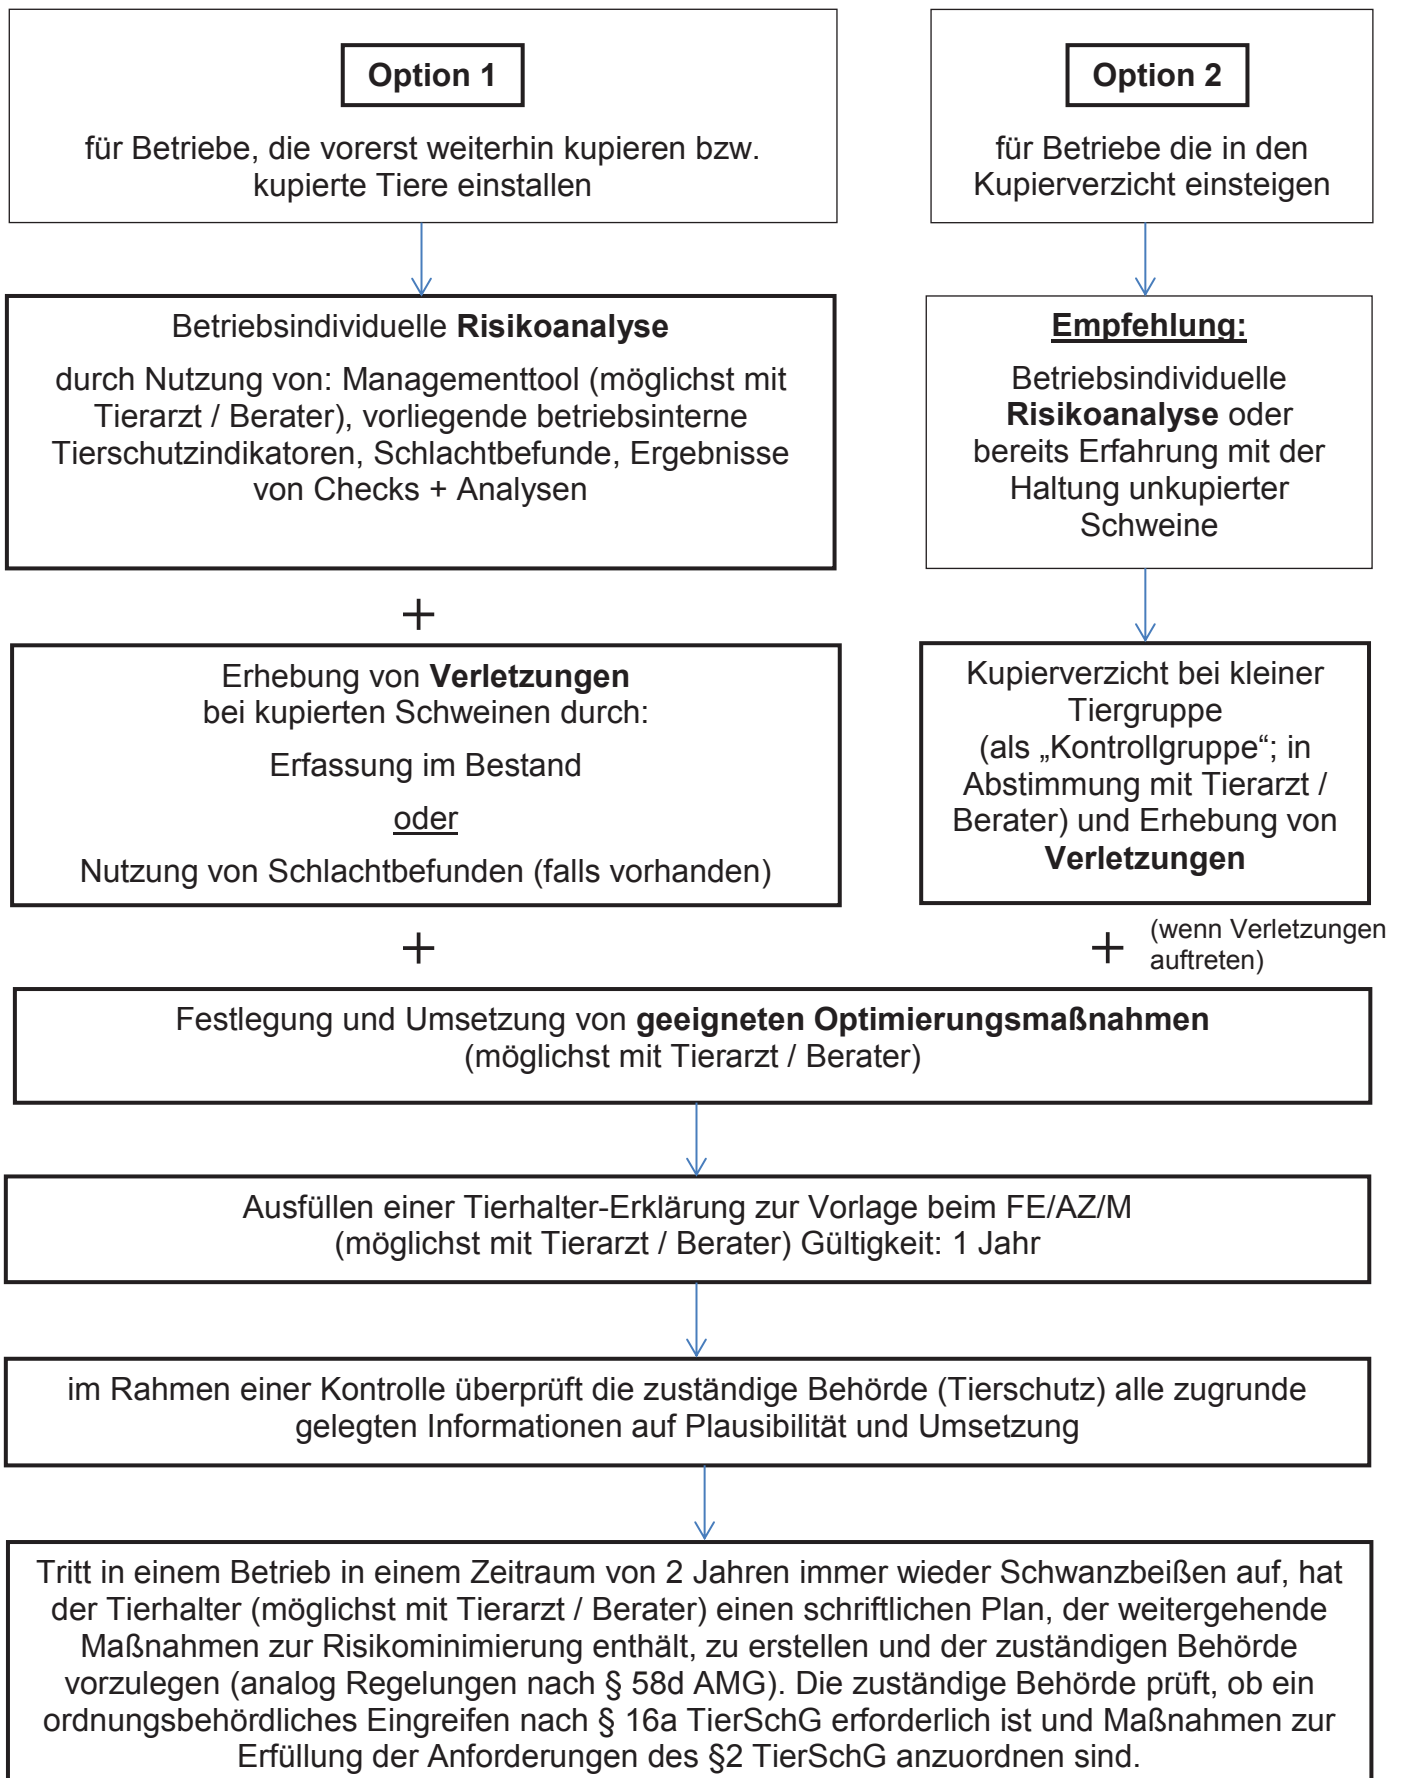 Option 1
für Betriebe, die vorerst weiterhin kupieren bzw.
kupierte Tiere einstallen
Option 2
für Betriebe die in den
Kupierverzicht einsteigen
Betriebsindividuelle Risikoanalyse
durch Nutzung von: Managementtool (möglichst mit
Tierarzt / Berater), vorliegende betriebsinterne
Tierschutzindikatoren, Schlachtbefunde, Ergebnisse
von Checks + Analysen
Empfehlung:
Betriebsindividuelle
Risikoanalyse oder
bereits Erfahrung mit der
Haltung unkupierter
Schweine
+
Erhebung von Verletzungen
bei kupierten Schweinen durch:
Erfassung im Bestand
oder
Nutzung von Schlachtbefunden (falls vorhanden)
Kupierverzicht bei kleiner
Tiergruppe
(als „Kontrollgruppe“; in
Abstimmung mit Tierarzt /
Berater) und Erhebung von
Verletzungen
+
+ (wenn Verletzungen
auftreten)
Festlegung und Umsetzung von geeigneten Optimierungsmaßnahmen
(möglichst mit Tierarzt / Berater)
Ausfüllen einer Tierhalter-Erklärung zur Vorlage beim FE/AZ/M
(möglichst mit Tierarzt / Berater) Gültigkeit: 1 Jahr
im Rahmen einer Kontrolle überprüft die zuständige Behörde (Tierschutz) alle zugrunde
gelegten Informationen auf Plausibilität und Umsetzung
Tritt in einem Betrieb in einem Zeitraum von 2 Jahren immer wieder Schwanzbeißen auf, hat
der Tierhalter (möglichst mit Tierarzt / Berater) einen schriftlichen Plan, der weitergehende
Maßnahmen zur Risikominimierung enthält, zu erstellen und der zuständigen Behörde
vorzulegen (analog Regelungen nach § 58d AMG). Die zuständige Behörde prüft, ob ein
ordnungsbehördliches Eingreifen nach § 16a TierSchG erforderlich ist und Maßnahmen zur
Erfüllung der Anforderungen des §2 TierSchG anzuordnen sind.